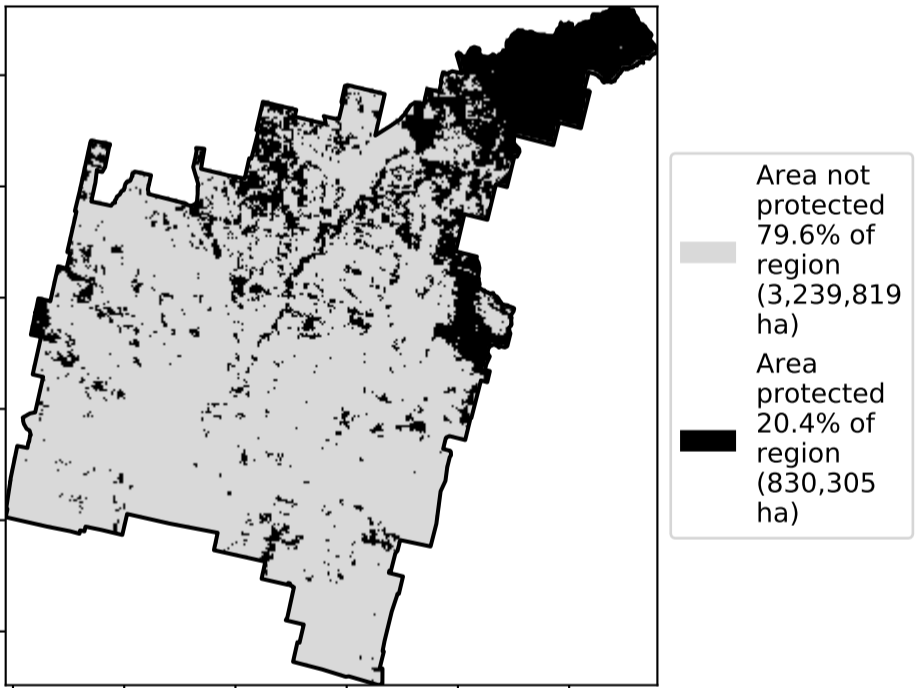 Area not
protected
79.6% of
region
(3,239,819
ha)
Area
protected
20.4% of
region
(830,305
ha)